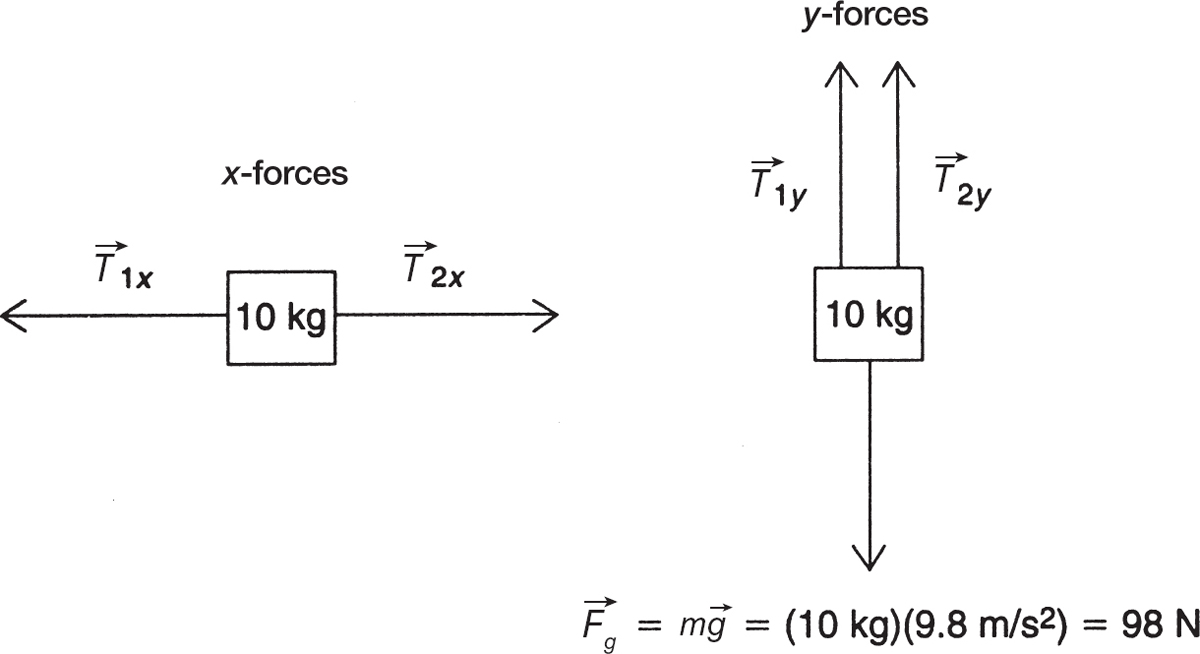 x-forces
T⃗1x
T⃗2x
10 kg
y-forces
T⃗1y
T⃗2y
10 kg
F⃗g = mg⃗ = (10 kg)(9.8 m/s²) = 98 N